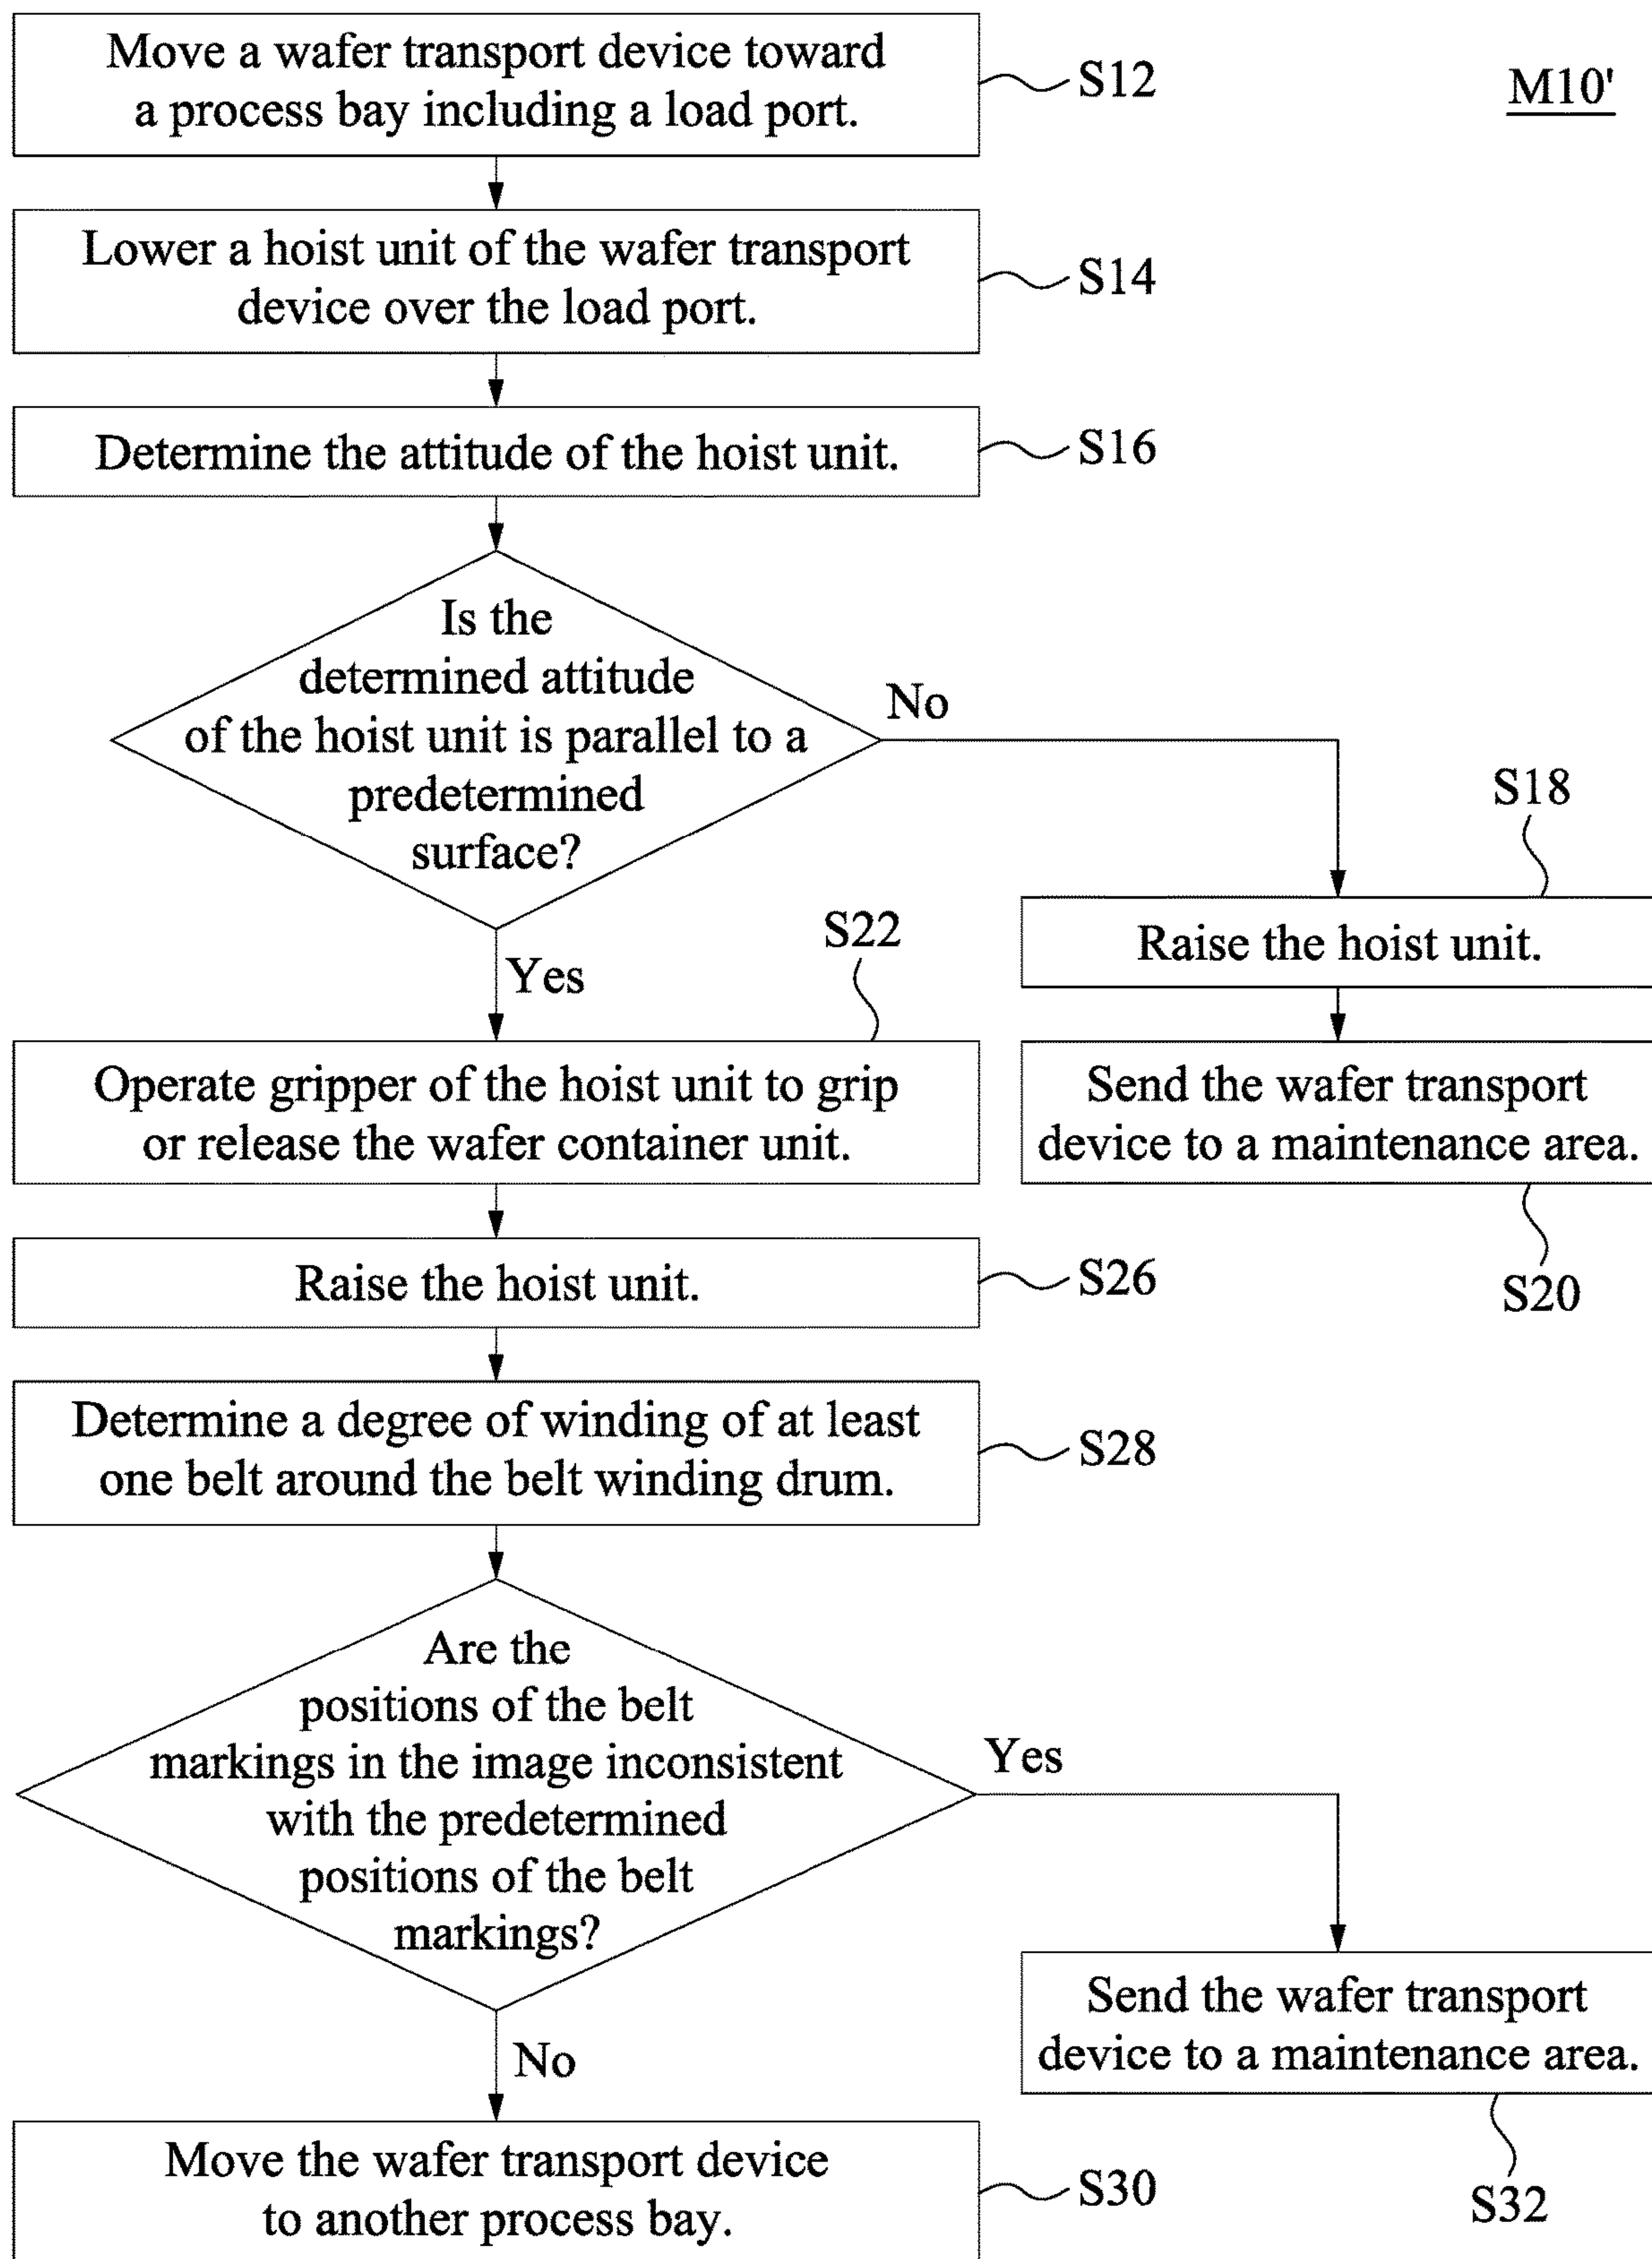 Move a wafer transport device toward
a process bay including a load port.
S12
M10'
Lower a hoist unit of the wafer transport
device over the load port.
S14
Determine the attitude of the hoist unit.
S16
Is the
determined attitude
of the hoist unit is parallel to a
predetermined
surface?
No
S18
Raise the hoist unit.
Send the wafer transport
device to a maintenance area.
S20
Yes
S22
Operate gripper of the hoist unit to grip
or release the wafer container unit.
Raise the hoist unit.
S26
Determine a degree of winding of at least
one belt around the belt winding drum.
S28
Are the
positions of the belt
markings in the image inconsistent
with the predetermined
positions of the belt
markings?
Yes
Send the wafer transport
device to a maintenance area.
S32
No
Move the wafer transport device
to another process bay.
S30